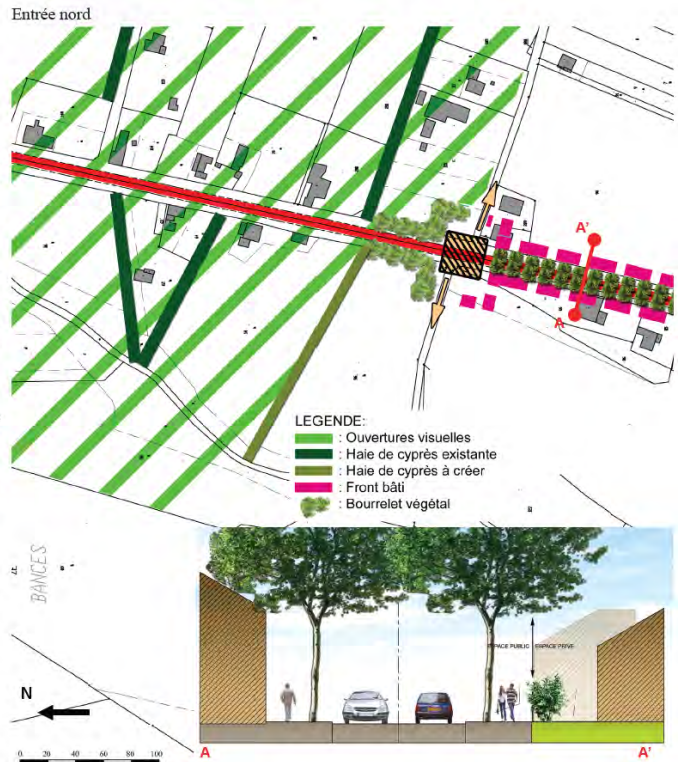 Entrée nord
A'
A
LEGENDE:
: Ouvertures visuelles
: Haie de cyprès existante
: Haie de cyprès à créer
: Front bâti
: Bourrelet végétal
BANCES
ESPACE PUBLIC ESPACE PRIVE
N
0 20 40 60 80 100
A A'